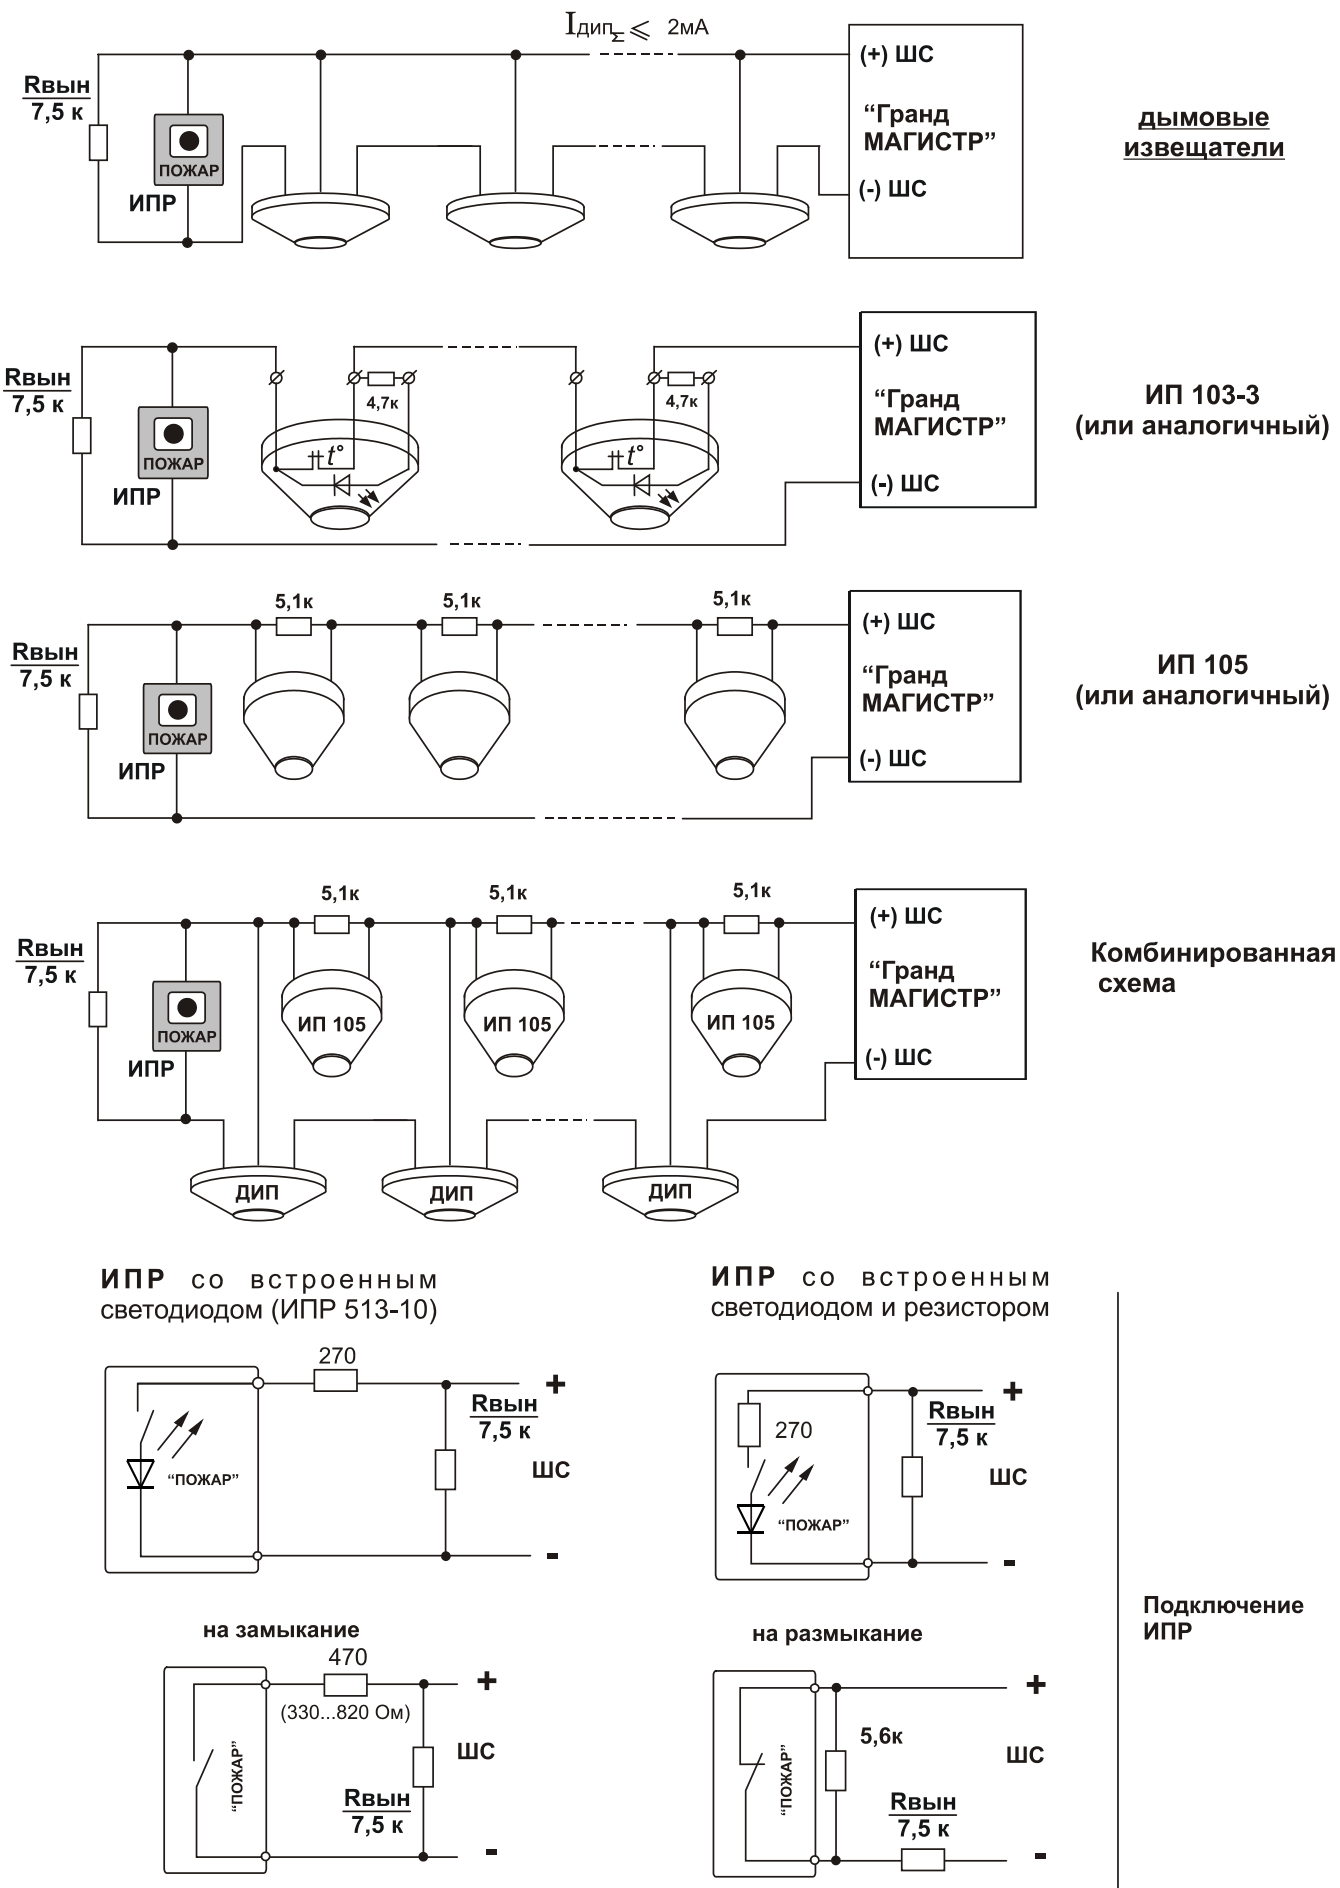 Iдип Σ ⩽ 2мА
(+) ШС
Rвын
7,5 к
“Гранд
МАГИСТР”
дымовые
извещатели
ПОЖАР
ИПР
(-) ШС
(+) ШС
Rвын
7,5 к
4,7к
4,7к
“Гранд
МАГИСТР”
ИП 103-3
(или аналогичный)
t°
t°
ПОЖАР
ИПР
(-) ШС
5,1к
5,1к
5,1к
(+) ШС
Rвын
7,5 к
“Гранд
МАГИСТР”
ИП 105
(или аналогичный)
ПОЖАР
ИПР
(-) ШС
5,1к
5,1к
5,1к
(+) ШС
Rвын
7,5 к
“Гранд
МАГИСТР”
Комбинированная
схема
ИП 105
ИП 105
ИП 105
ПОЖАР
ИПР
(-) ШС
ДИП
ДИП
ДИП
ИПР со встроенным
светодиодом (ИПР 513-10)
270
+
Rвын
7,5 к
“ПОЖАР”
ШС
-
ИПР со встроенным
светодиодом и резистором
+
Rвын
7,5 к
270
ШС
“ПОЖАР”
-
Подключение
ИПР
на замыкание
470
(330...820 Ом)
+
“ПОЖАР”
ШС
Rвын
7,5 к
-
на размыкание
+
5,6к
“ПОЖАР”
ШС
Rвын
7,5 к
-